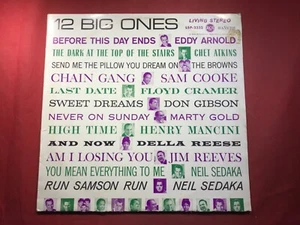 12 BIG ONES
LIVING STEREO
RCA
BEFORE THIS DAY ENDS EDDY ARNOLD
THE DARK AT THE TOP OF THE STAIRS CHET ATKINS
SEND ME THE PILLOW YOU DREAM ON THE BROWNS
CHAIN GANG SAM COOKE
LAST DATE FLOYD CRAMER
SWEET DREAMS DON GIBSON
NEVER ON SUNDAY MARTY GOLD
HIGH TIME HENRY MANCINI
AND NOW DELLA REESE
AM I LOSING YOU JIM REEVES
YOU MEAN EVERYTHING TO ME NEIL SEDAKA
RUN SAMSON RUN NEIL SEDAKA